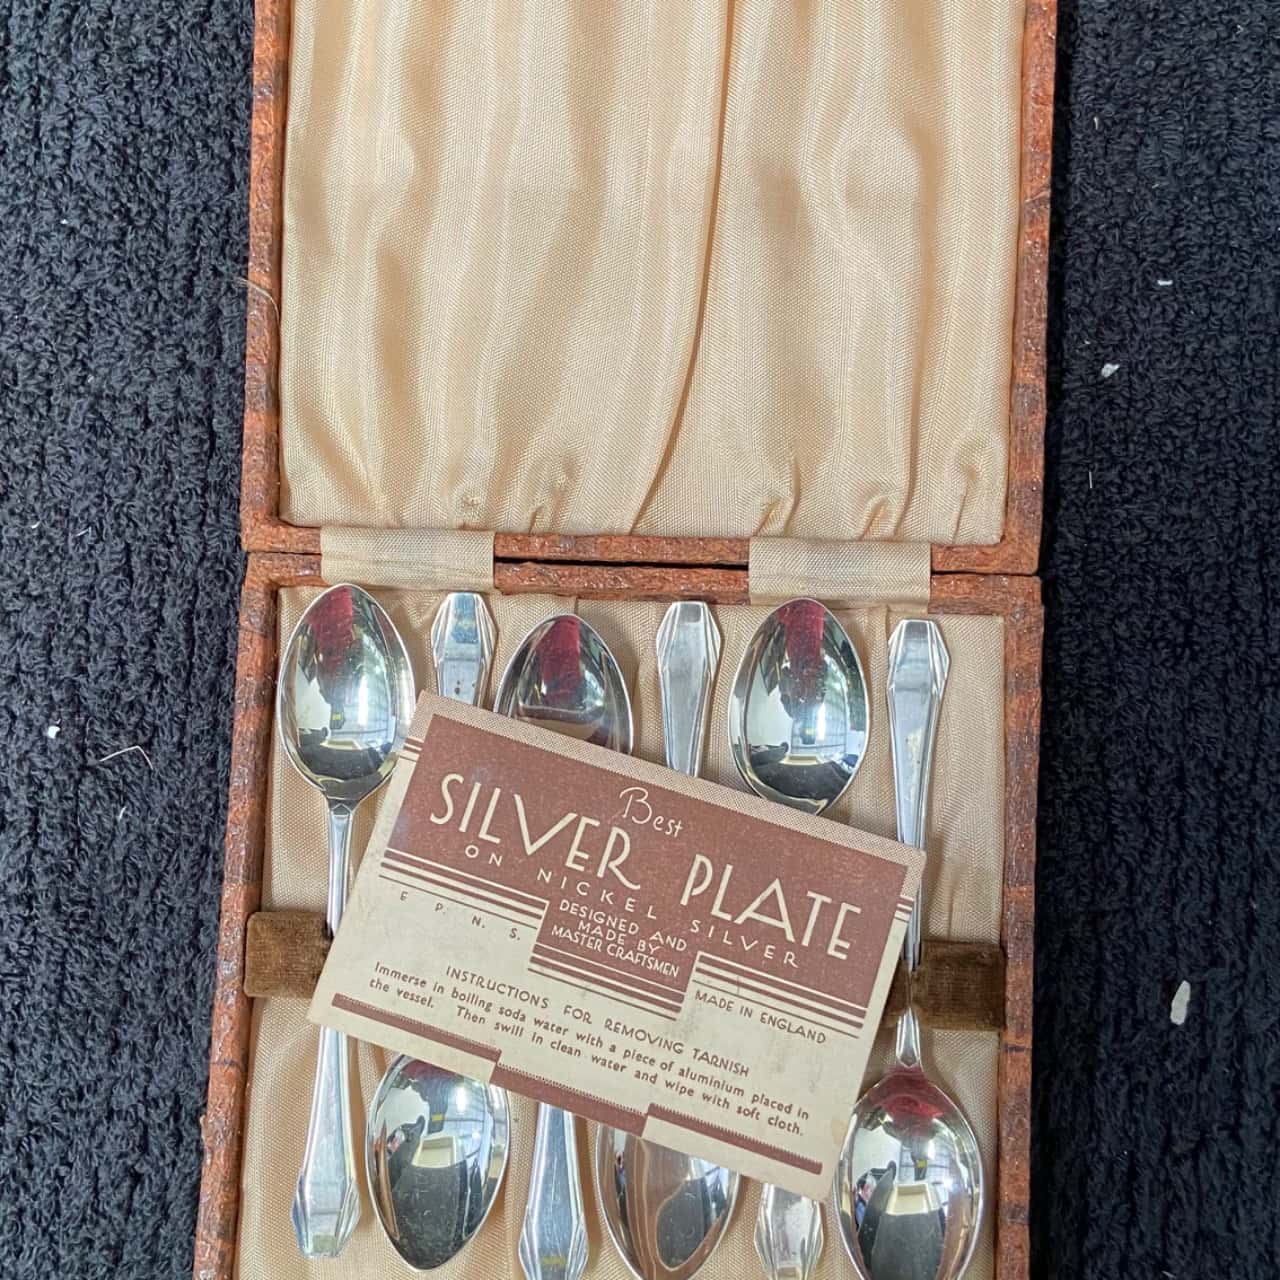 Best
SILVER PLATE
ON NICKEL SILVER
E. P. N. S.
DESIGNED AND
MADE BY
MASTER CRAFTSMEN
MADE IN ENGLAND
INSTRUCTIONS FOR REMOVING TARNISH
Immerse in boiling soda water with a piece of aluminium placed in
the vessel. Then swill in clean water and wipe with soft cloth.